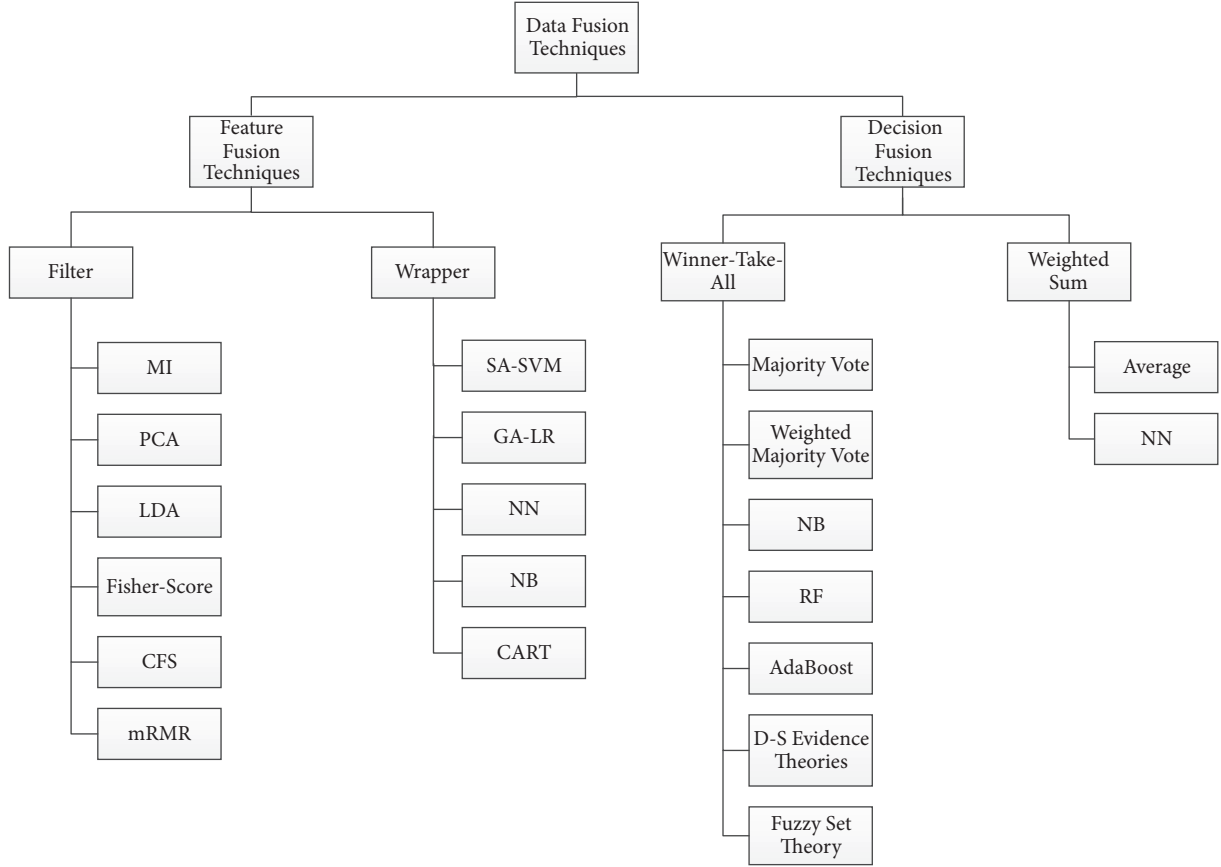 Data Fusion
Techniques
Feature
Fusion
Techniques
Decision
Fusion
Techniques
Filter
Wrapper
Winner-Take-
All
Weighted
Sum
MI
PCA
LDA
Fisher-Score
CFS
mRMR
SA-SVM
GA-LR
NN
NB
CART
Majority Vote
Weighted
Majority Vote
NB
RF
AdaBoost
D-S Evidence
Theories
Fuzzy Set
Theory
Average
NN